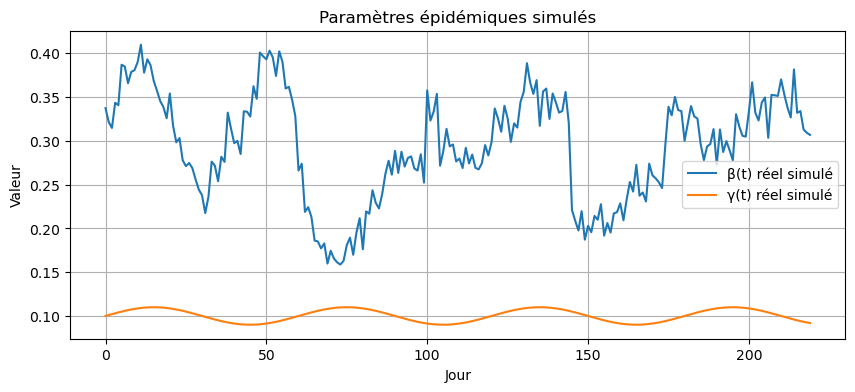 Paramètres épidémiques simulés
Valeur
0.40
0.35
0.30
0.25
0.20
0.15
0.10
β(t) réel simulé
γ(t) réel simulé
0
50
100
150
200
Jour